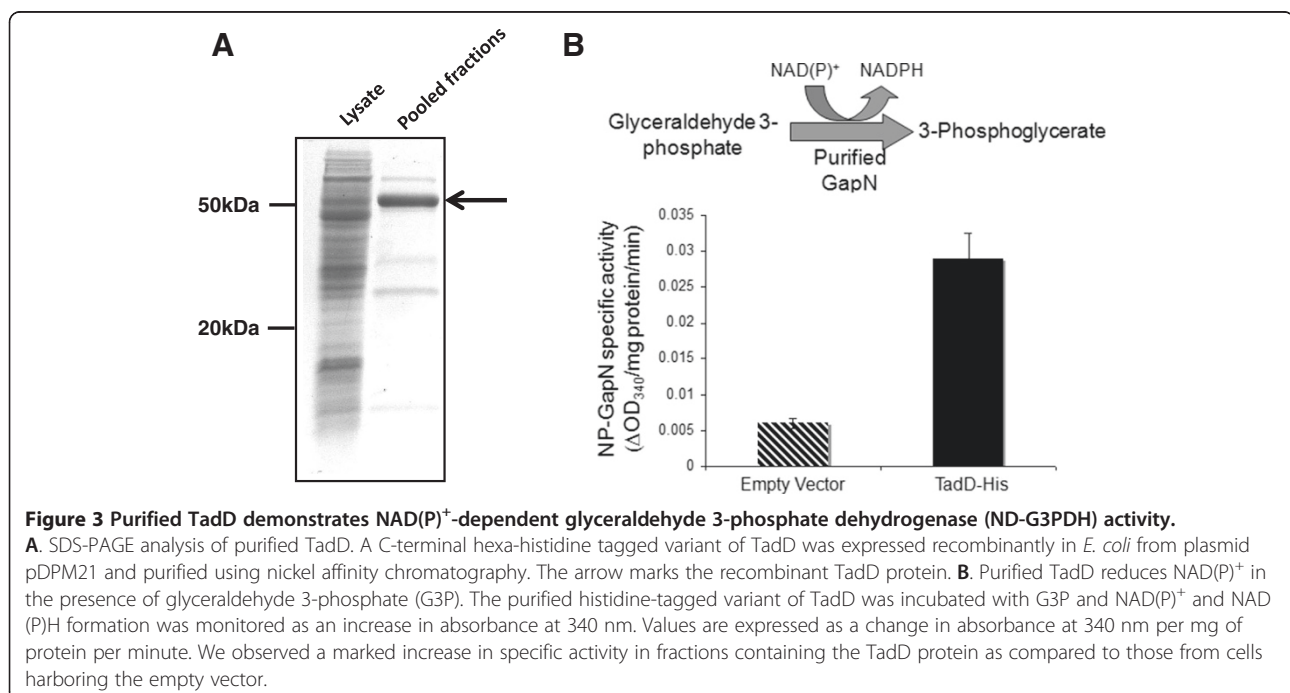 A
Lysate
Pooled fractions
50kDa
20kDa
B
NAD(P)⁺ NADPH
Glyceraldehyde 3-
phosphate
3-Phosphoglycerate
Purified
GapN
NP-GapN specific activity
(ΔOD₃₄₀/mg protein/min)
0.035
0.03
0.025
0.02
0.015
0.01
0.005
0
Empty Vector
TadD-His
Figure 3 Purified TadD demonstrates NAD(P)⁺-dependent glyceraldehyde 3-phosphate dehydrogenase (ND-G3PDH) activity.
A. SDS-PAGE analysis of purified TadD. A C-terminal hexa-histidine tagged variant of TadD was expressed recombinantly in E. coli from plasmid
pDPM21 and purified using nickel affinity chromatography. The arrow marks the recombinant TadD protein. B. Purified TadD reduces NAD(P)⁺ in
the presence of glyceraldehyde 3-phosphate (G3P). The purified histidine-tagged variant of TadD was incubated with G3P and NAD(P)⁺ and NAD
(P)H formation was monitored as an increase in absorbance at 340 nm. Values are expressed as a change in absorbance at 340 nm per mg of
protein per minute. We observed a marked increase in specific activity in fractions containing the TadD protein as compared to those from cells
harboring the empty vector.